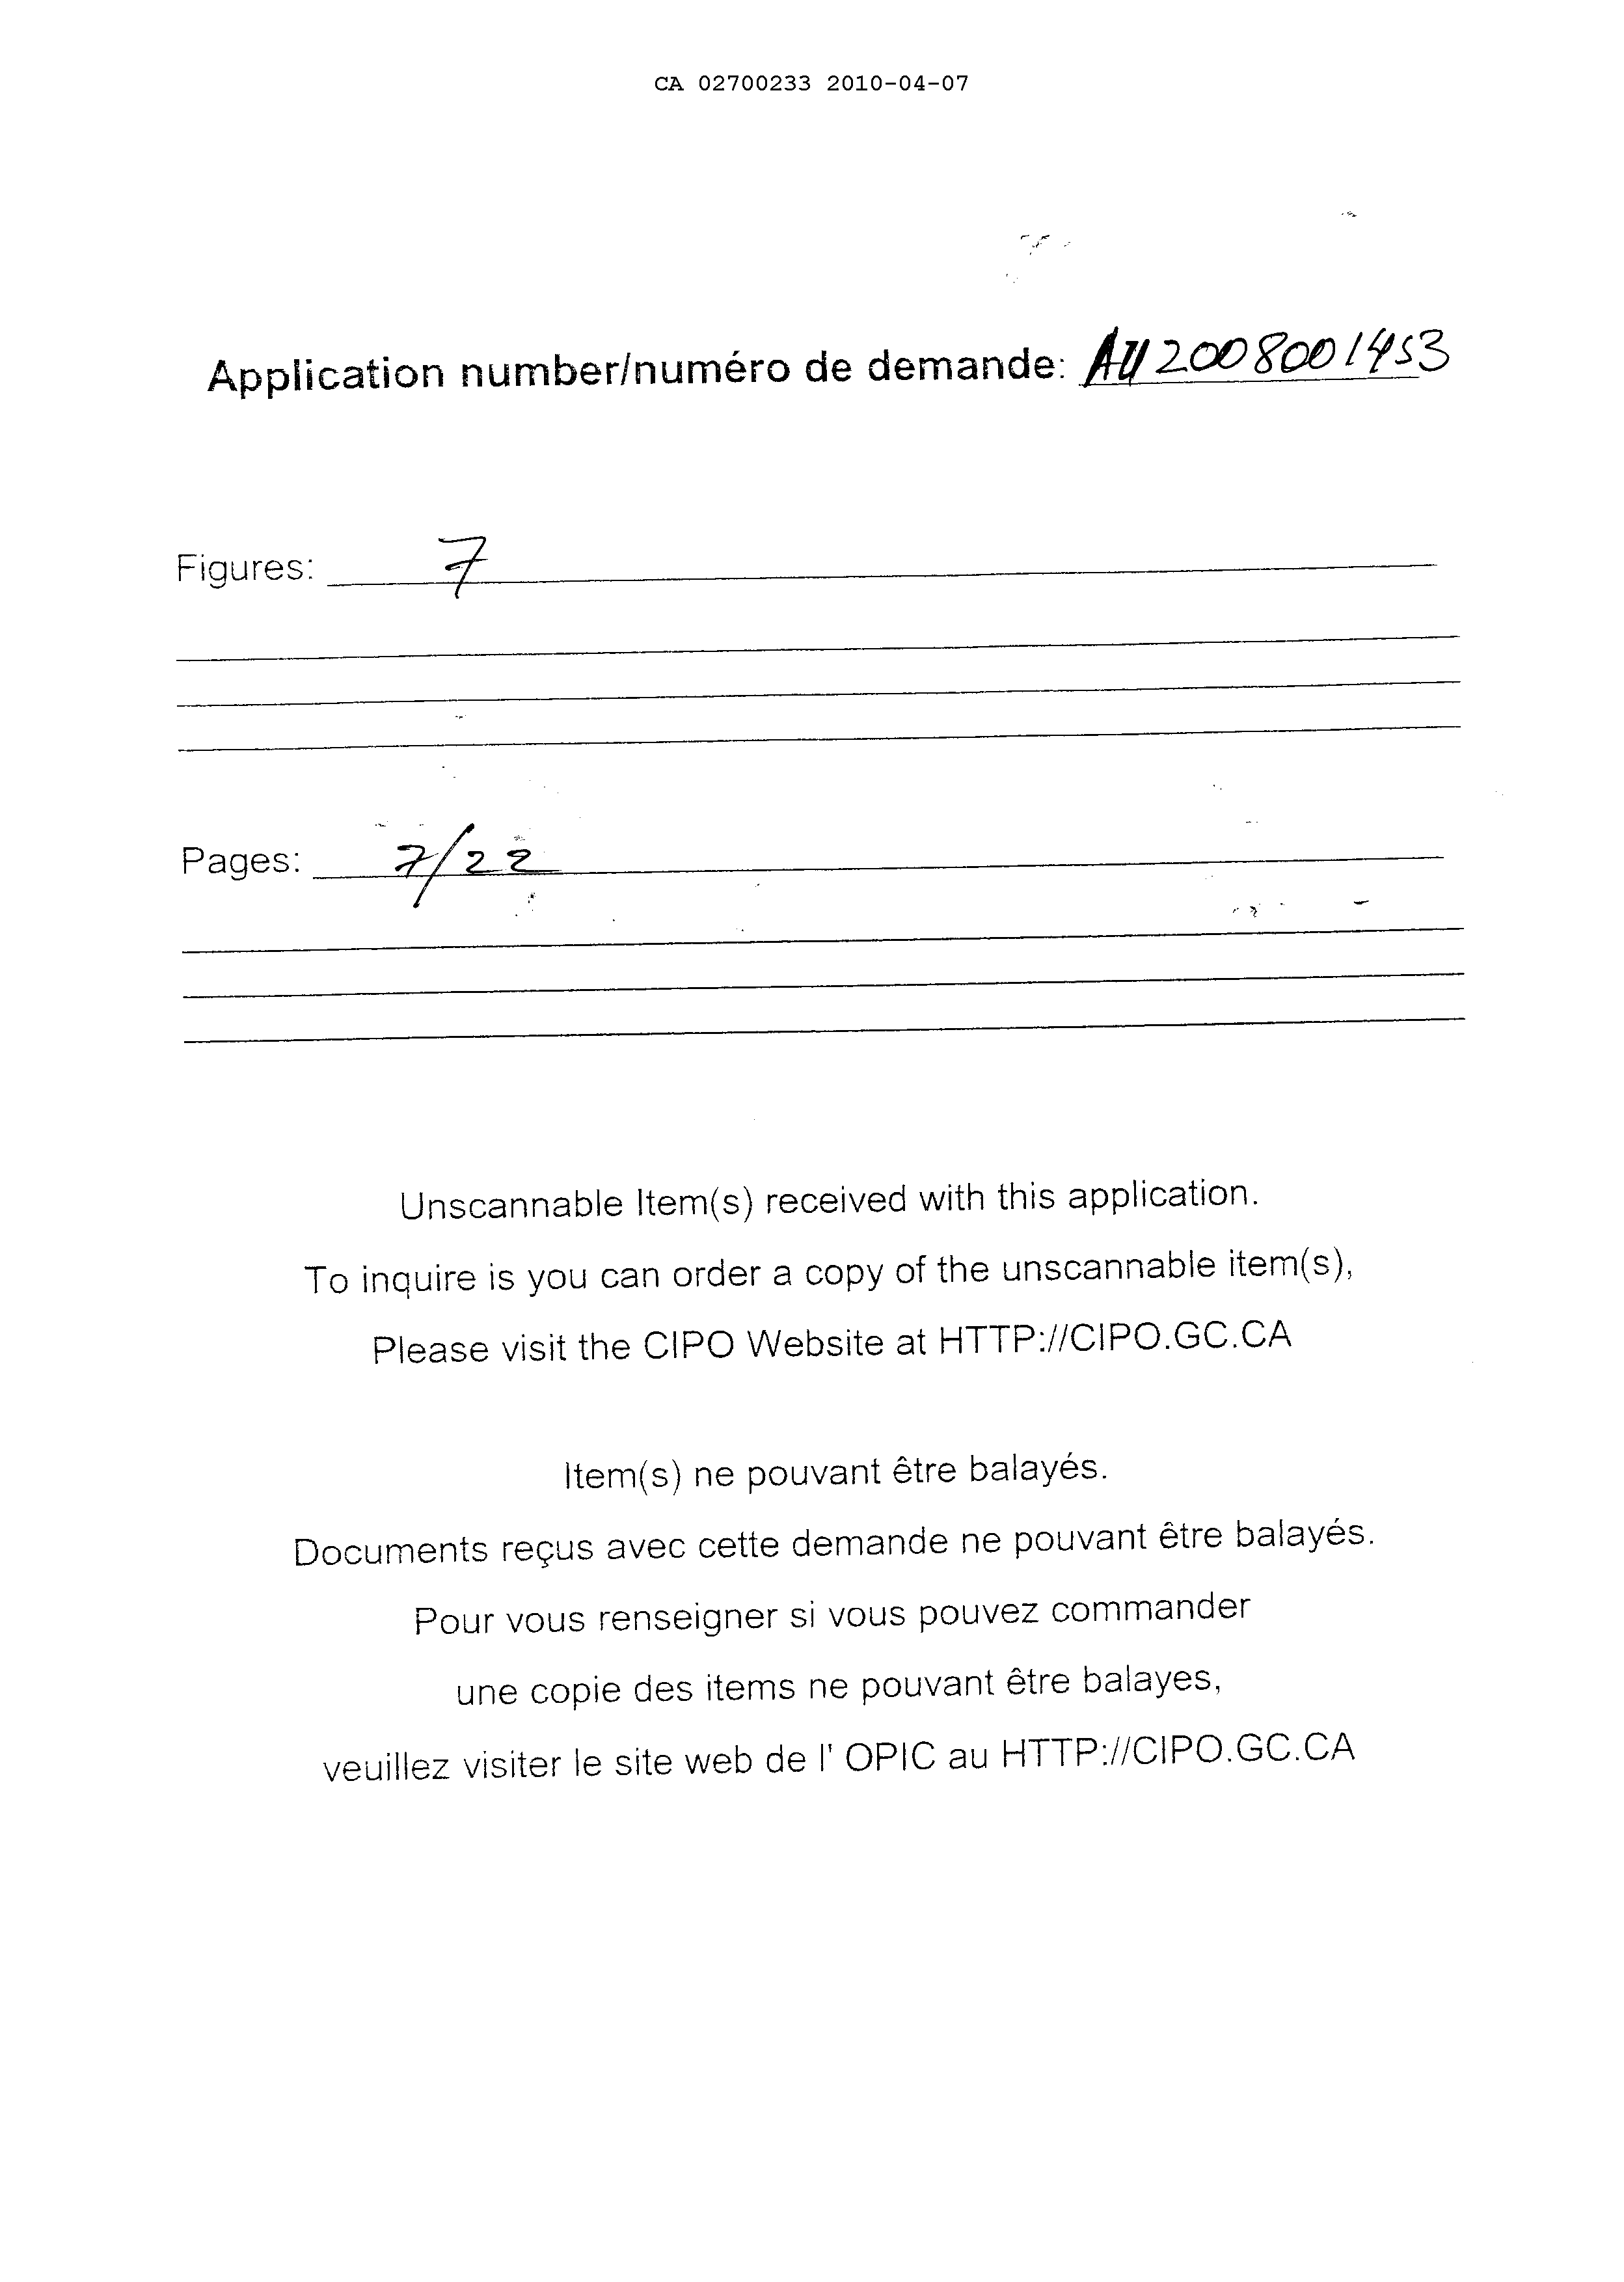 CA 02700233 2010-04-07
Application number/numéro de demande: AU2008001453
Figures: 7
Pages: 7/22
Unscannable Item(s) received with this application.
To inquire is you can order a copy of the unscannable item(s),
Please visit the CIPO Website at HTTP://CIPO.GC.CA
Item(s) ne pouvant être balayés.
Documents reçus avec cette demande ne pouvant être balayés.
Pour vous renseigner si vous pouvez commander
une copie des items ne pouvant être balayes,
veuillez visiter le site web de l' OPIC au HTTP://CIPO.GC.CA